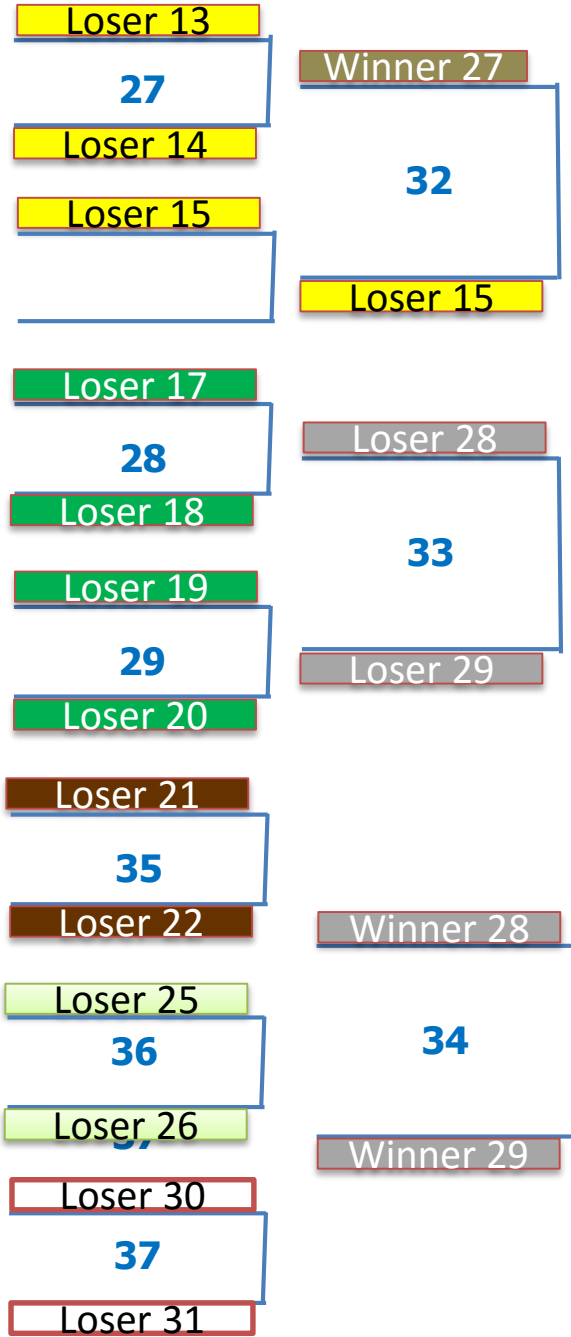 Loser 13
27
Loser 14
Loser 15
Winner 27
32
Loser 15
Loser 17
28
Loser 18
Loser 19
29
Loser 20
Loser 28
33
Loser 29
Loser 21
35
Loser 22
Loser 25
36
Loser 26
Loser 30
37
Loser 31
Winner 28
34
Winner 29